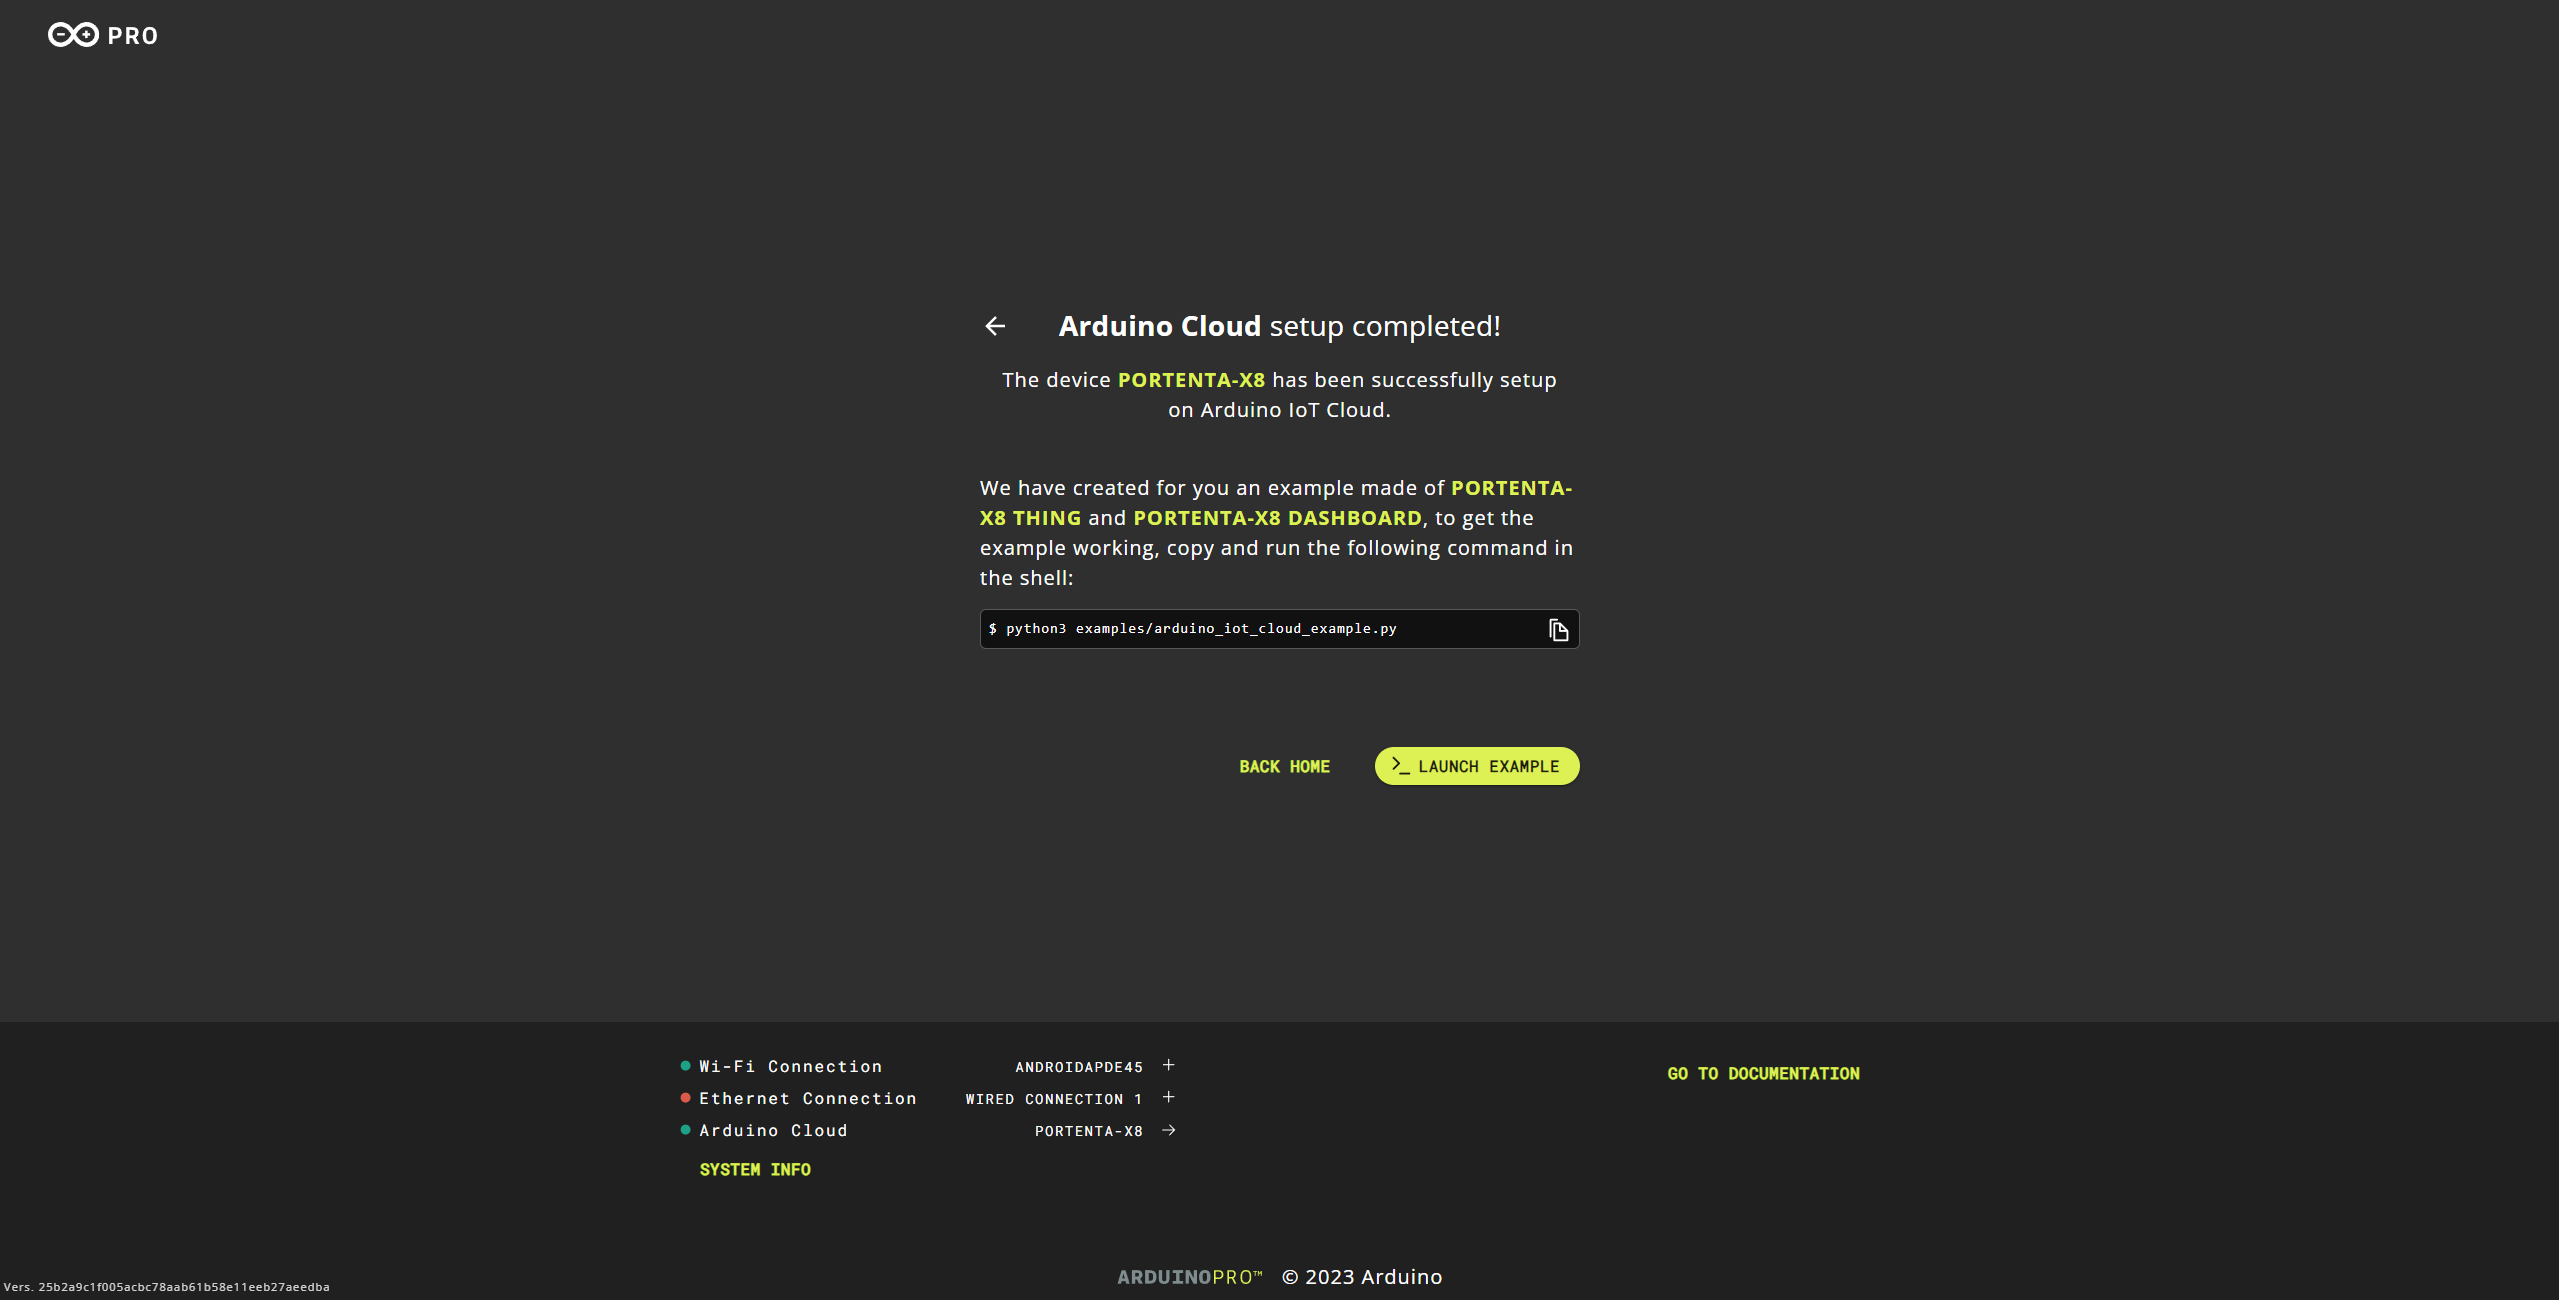 PRO
Arduino Cloud setup completed!
The device PORTENTA-X8 has been successfully setup
on Arduino IoT Cloud.
We have created for you an example made of PORTENTA-
X8 THING and PORTENTA-X8 DASHBOARD, to get the
example working, copy and run the following command in
the shell:
$ python3 examples/arduino_iot_cloud_example.py
BACK HOME
>_ LAUNCH EXAMPLE
Wi-Fi Connection ANDROIDAPDE45 +
Ethernet Connection WIRED CONNECTION 1 +
Arduino Cloud PORTENTA-X8 →
SYSTEM INFO
GO TO DOCUMENTATION
ARDUINOPRO™ © 2023 Arduino
Vers. 25b2a9c1f005acbc78aab61b58e11eeb27aeedba